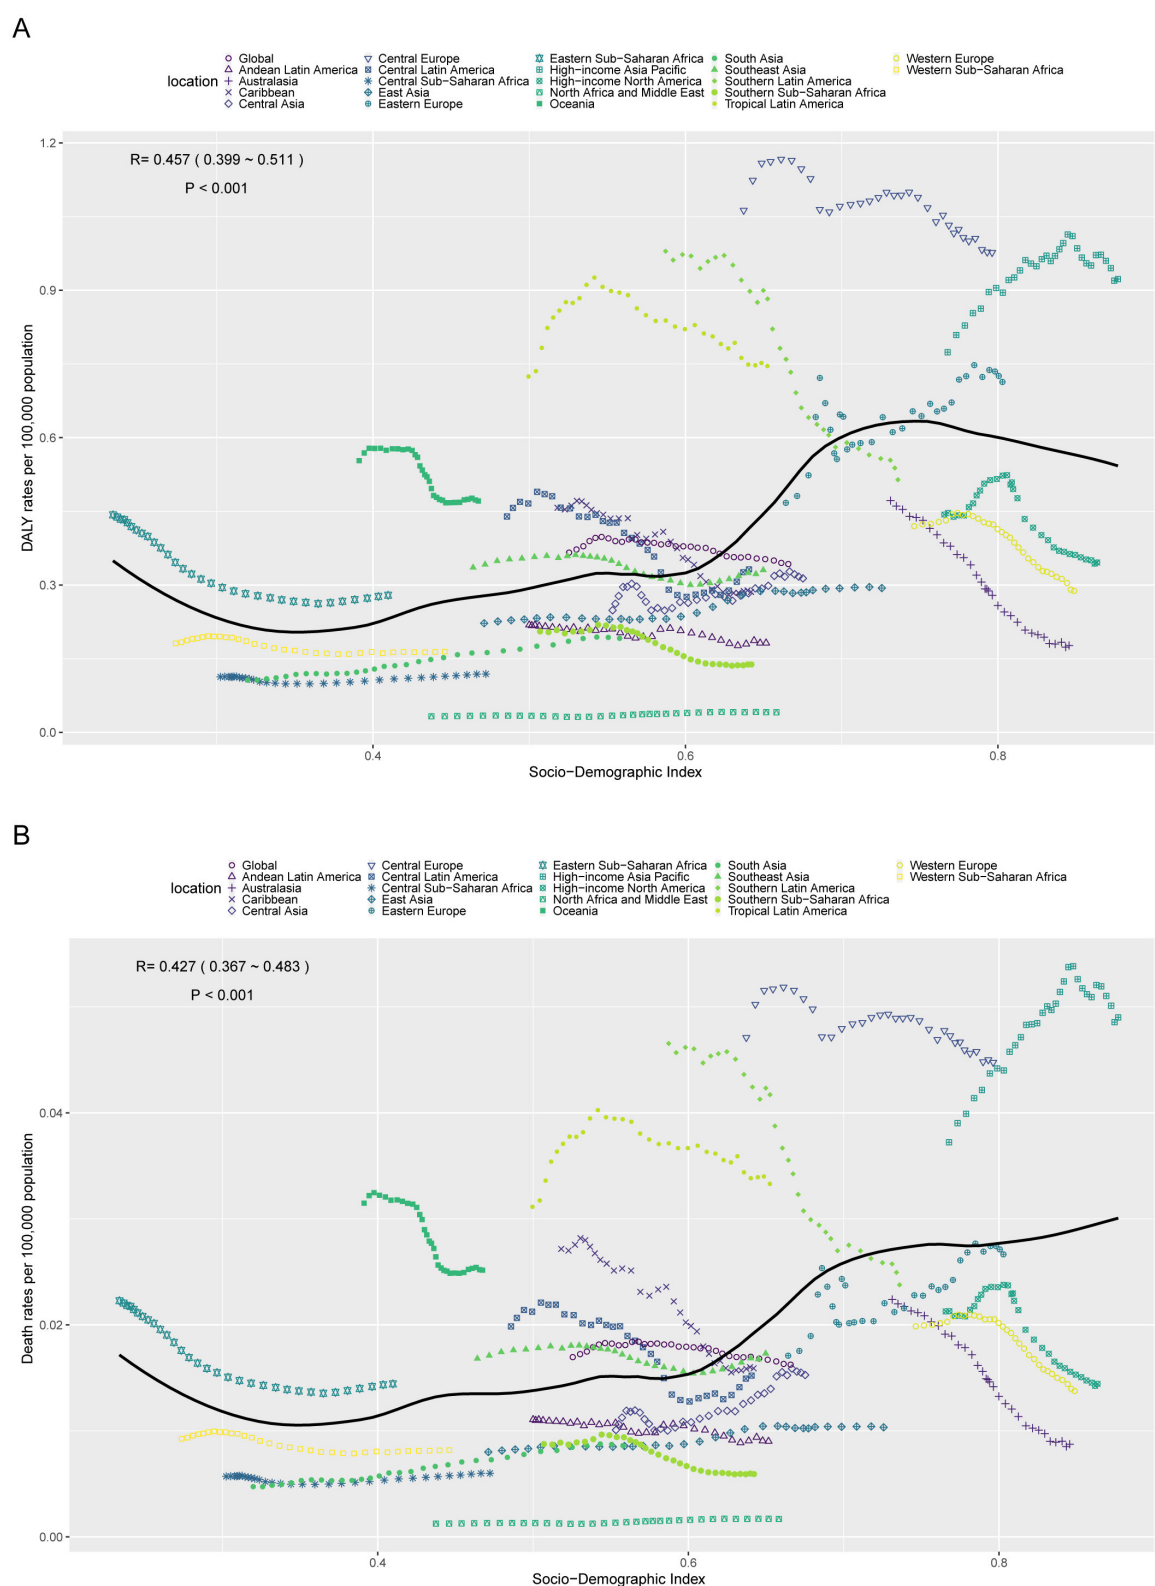 A
location
Global
Andean Latin America
Australasia
Caribbean
Central Asia
Central Europe
Central Latin America
Central Sub−Saharan Africa
East Asia
Eastern Europe
Eastern Sub−Saharan Africa
High−income Asia Pacific
High−income North America
North Africa and Middle East
Oceania
South Asia
Southeast Asia
Southern Latin America
Southern Sub−Saharan Africa
Tropical Latin America
Western Europe
Western Sub−Saharan Africa
R= 0.457 ( 0.399 ~ 0.511 )
P < 0.001
DALY rates per 100,000 population
1.2
0.9
0.6
0.3
0.0
0.4
0.6
0.8
Socio−Demographic Index
B
location
Global
Andean Latin America
Australasia
Caribbean
Central Asia
Central Europe
Central Latin America
Central Sub−Saharan Africa
East Asia
Eastern Europe
Eastern Sub−Saharan Africa
High−income Asia Pacific
High−income North America
North Africa and Middle East
Oceania
South Asia
Southeast Asia
Southern Latin America
Southern Sub−Saharan Africa
Tropical Latin America
Western Europe
Western Sub−Saharan Africa
R= 0.427 ( 0.367 ~ 0.483 )
P < 0.001
Death rates per 100,000 population
0.04
0.02
0.00
0.4
0.6
0.8
Socio−Demographic Index